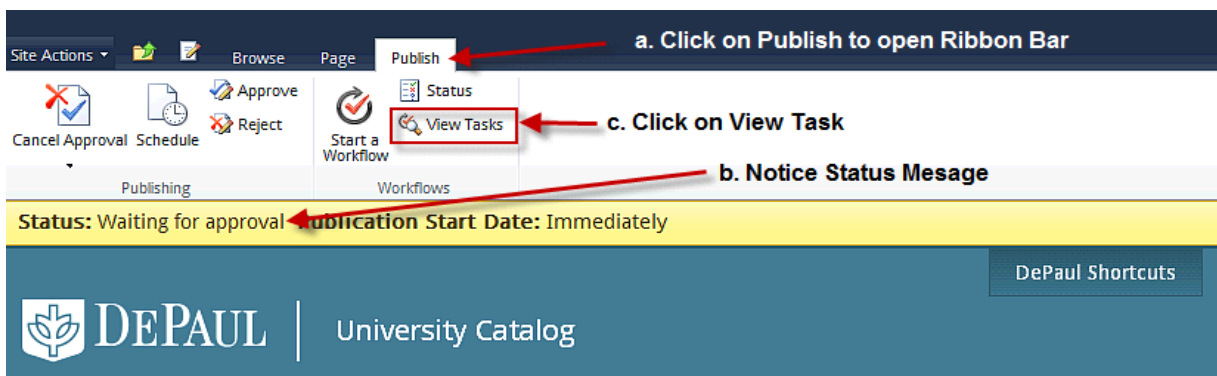 a. Click on Publish to open Ribbon Bar
Site Actions Browse Page Publish
Approve
Status
Reject
View Tasks
c. Click on View Task
Cancel Approval Schedule
Start a
Workflow
b. Notice Status Mesage
Publishing Workflows
Status: Waiting for approval Publication Start Date: Immediately
DePaul Shortcuts
DEPAUL University Catalog